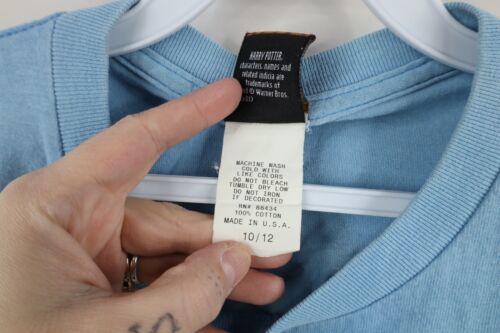 HARRY POTTER,
characters, names and
related indicia are
trademarks of
© Warner Bros.
MACHINE WASH
COLD WITH
LIKE COLORS
DO NOT BLEACH
TUMBLE DRY LOW
DO NOT IRON
IF DECORATED
RN# 66434
100% COTTON
MADE IN U.S.A.
10/12